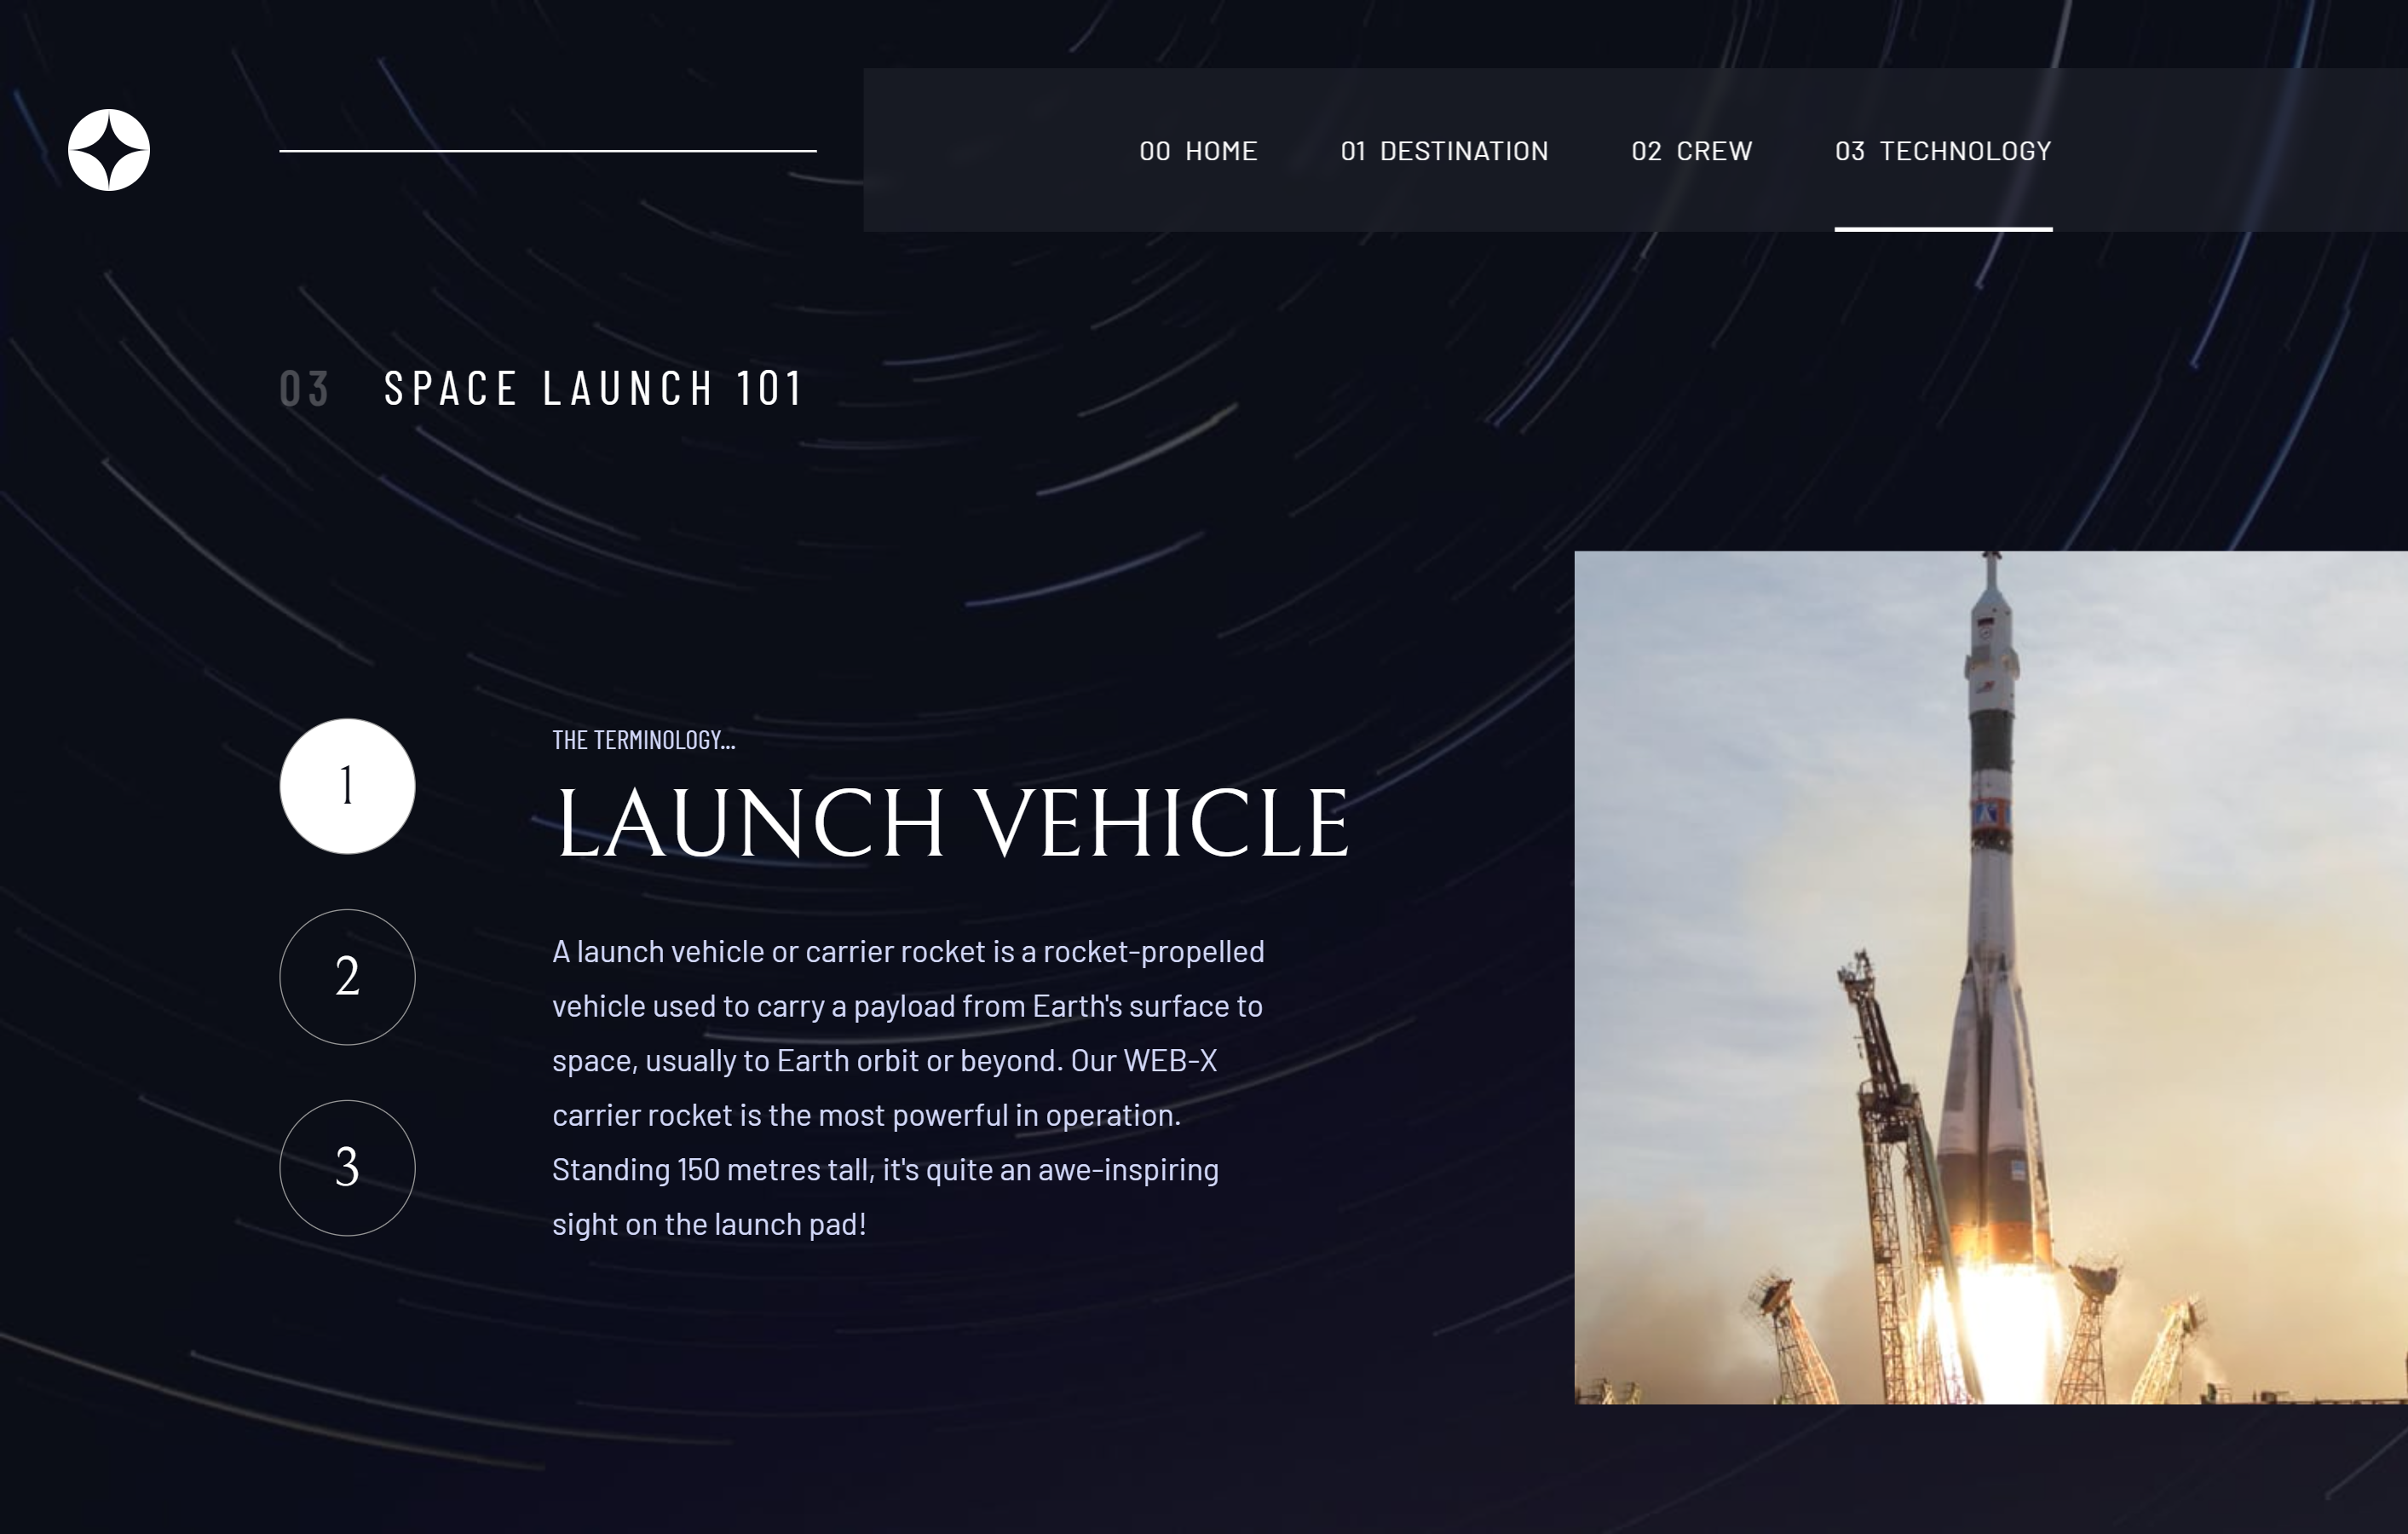 00 HOME 01 DESTINATION 02 CREW 03 TECHNOLOGY
03 SPACE LAUNCH 101
1
2
3
THE TERMINOLOGY...
LAUNCH VEHICLE
A launch vehicle or carrier rocket is a rocket-propelled
vehicle used to carry a payload from Earth's surface to
space, usually to Earth orbit or beyond. Our WEB-X
carrier rocket is the most powerful in operation.
Standing 150 metres tall, it's quite an awe-inspiring
sight on the launch pad!